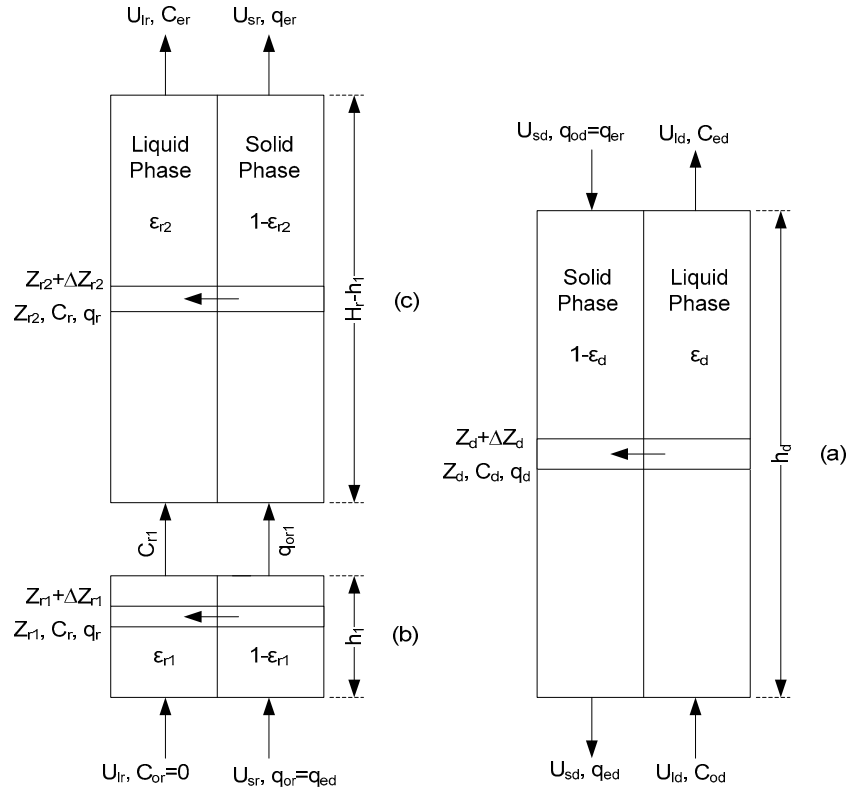 U_lr, C_er
U_sr, q_er
Liquid
Phase
ε_r2
Solid
Phase
1-ε_r2
Z_r2+ΔZ_r2
Z_r2, C_r, q_r
H_r-h_1
(c)
C_r1
q_or1
Z_r1+ΔZ_r1
Z_r1, C_r, q_r
ε_r1
1-ε_r1
h_1
(b)
U_lr, C_or=0
U_sr, q_or=q_ed
U_sd, q_od=q_er
U_ld, C_ed
Solid
Phase
1-ε_d
Liquid
Phase
ε_d
Z_d+ΔZ_d
Z_d, C_d, q_d
h_d
(a)
U_sd, q_ed
U_ld, C_od